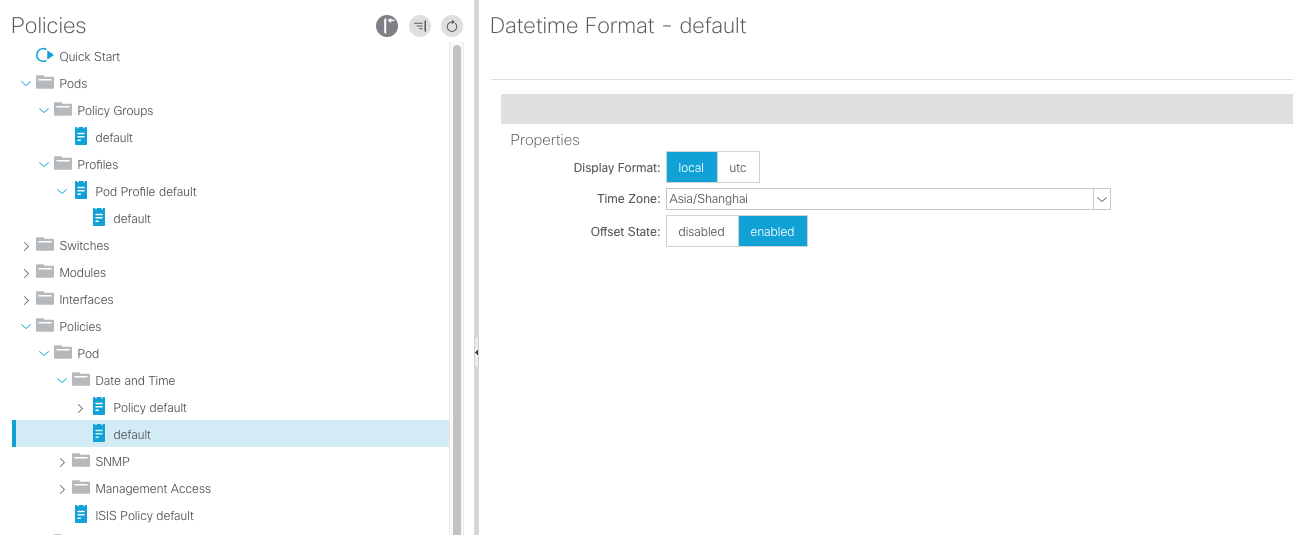 Policies
Quick Start
Pods
Policy Groups
default
Profiles
Pod Profile default
default
Switches
Modules
Interfaces
Policies
Pod
Date and Time
Policy default
default
SNMP
Management Access
ISIS Policy default
Datetime Format - default
Properties
Display Format: local utc
Time Zone: Asia/Shanghai
Offset State: disabled enabled